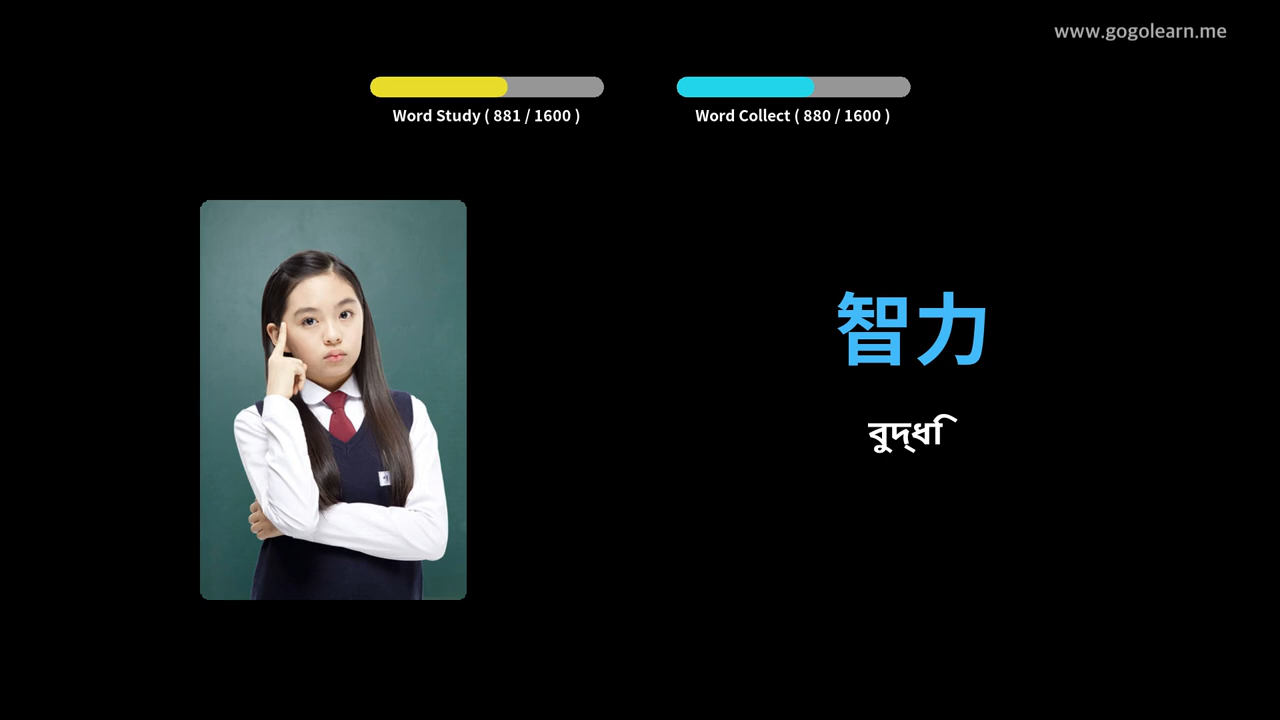 www.gogolearn.me
Word Study ( 881 / 1600 )
Word Collect ( 880 / 1600 )
智力
বুদ্ধি